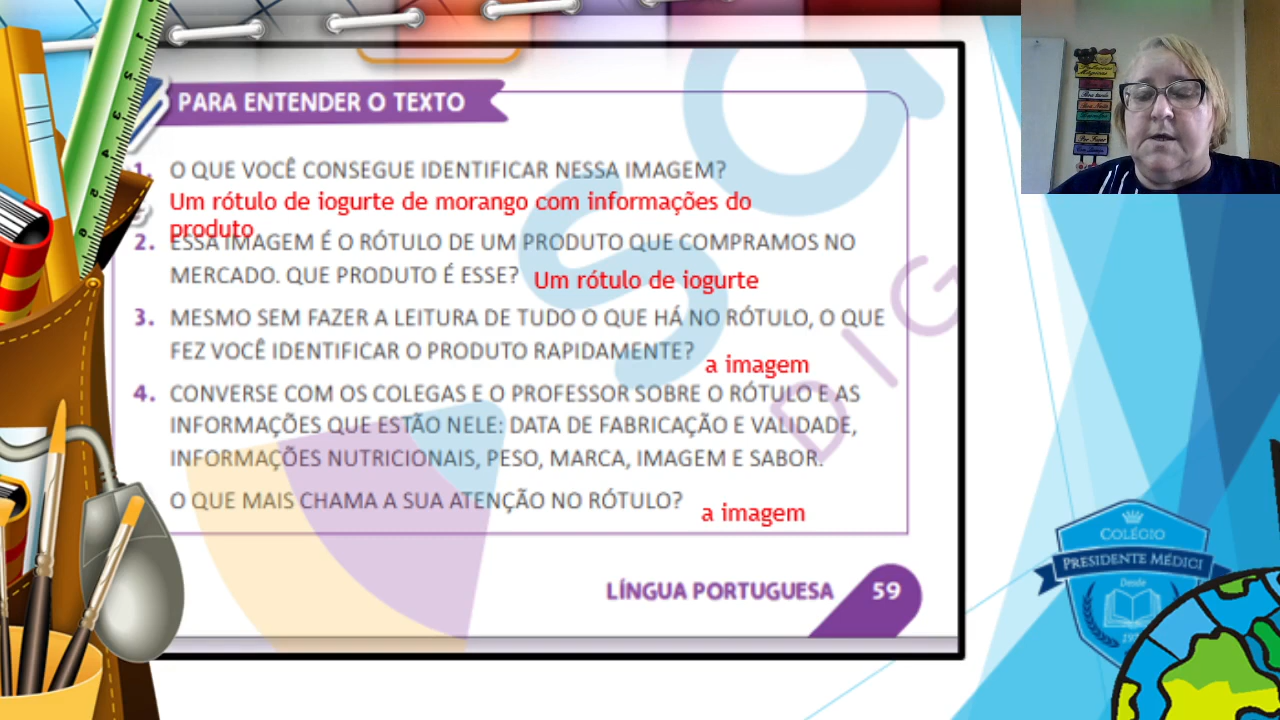 PARA ENTENDER O TEXTO
1. O QUE VOCÊ CONSEGUE IDENTIFICAR NESSA IMAGEM?
Um rótulo de iogurte de morango com informações do
produto
2. ESSA IMAGEM É O RÓTULO DE UM PRODUTO QUE COMPRAMOS NO
MERCADO. QUE PRODUTO É ESSE? Um rótulo de iogurte
3. MESMO SEM FAZER A LEITURA DE TUDO O QUE HÁ NO RÓTULO, O QUE
FEZ VOCÊ IDENTIFICAR O PRODUTO RAPIDAMENTE? a imagem
4. CONVERSE COM OS COLEGAS E O PROFESSOR SOBRE O RÓTULO E AS
INFORMAÇÕES QUE ESTÃO NELE: DATA DE FABRICAÇÃO E VALIDADE,
INFORMAÇÕES NUTRICIONAIS, PESO, MARCA, IMAGEM E SABOR.
O QUE MAIS CHAMA A SUA ATENÇÃO NO RÓTULO? a imagem
LÍNGUA PORTUGUESA 59
COLÉGIO
PRESIDENTE MÉDICI
Desde